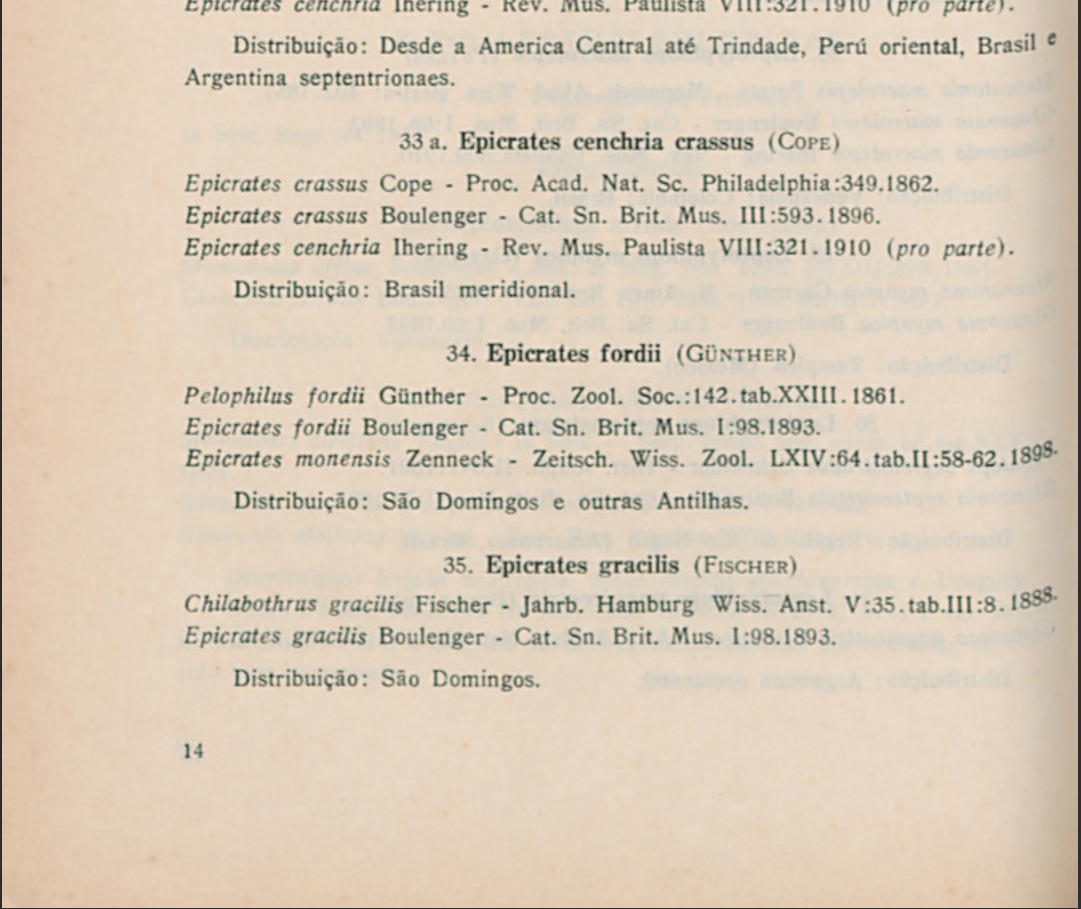 Epicrates cenchria Ihering - Rev. Mus. Paulista VIII:321.1910 (pro parte).
Distribuição: Desde a America Central até Trindade, Perú oriental, Brasil e
Argentina septentrionaes.
33 a. Epicrates cenchria crassus (COPE)
Epicrates crassus Cope - Proc. Acad. Nat. Sc. Philadelphia:349.1862.
Epicrates crassus Boulenger - Cat. Sn. Brit. Mus. III:593.1896.
Epicrates cenchria Ihering - Rev. Mus. Paulista VIII:321.1910 (pro parte).
Distribuição: Brasil meridional.
34. Epicrates fordii (GÜNTHER)
Pelophilus fordii Günther - Proc. Zool. Soc.:142.tab.XXIII.1861.
Epicrates fordii Boulenger - Cat. Sn. Brit. Mus. I:98.1893.
Epicrates monensis Zenneck - Zeitsch. Wiss. Zool. LXIV:64.tab.II:58-62.1898.
Distribuição: São Domingos e outras Antilhas.
35. Epicrates gracilis (FISCHER)
Chilabothrus gracilis Fischer - Jahrb. Hamburg Wiss. Anst. V:35.tab.III:8.1888.
Epicrates gracilis Boulenger - Cat. Sn. Brit. Mus. I:98.1893.
Distribuição: São Domingos.
14